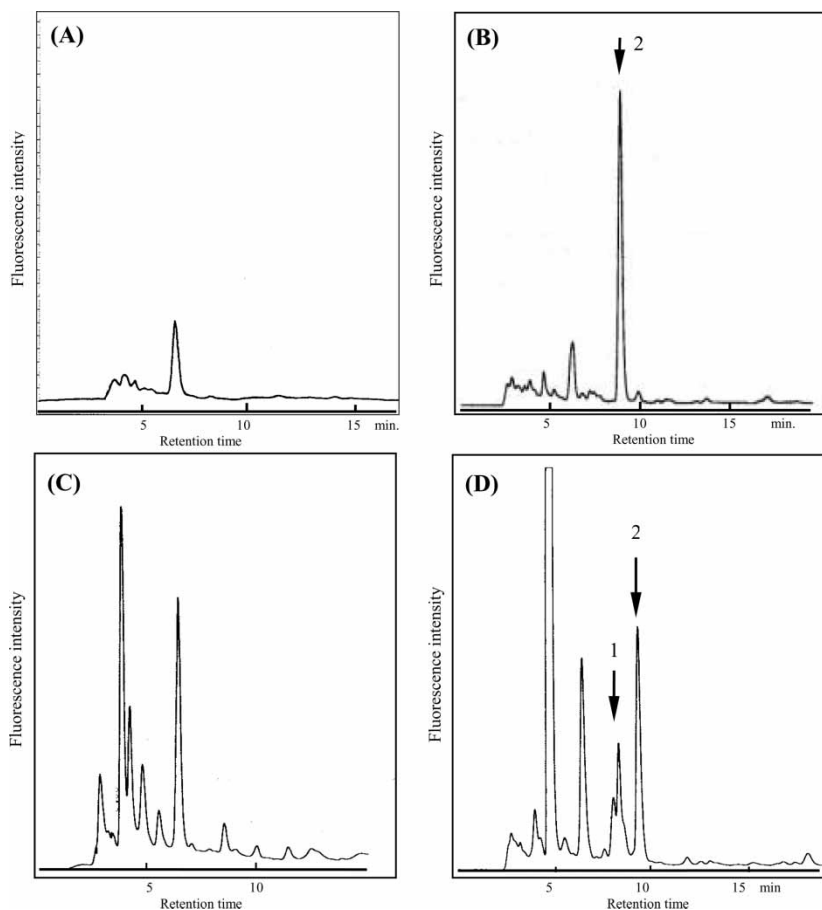 (A)
Fluorescence intensity
5 10 15 min.
Retention time
(B)
2
Fluorescence intensity
5 10 15 min.
Retention time
(C)
Fluorescence intensity
5 10
Retention time
(D)
2
1
Fluorescence intensity
5 10 15 min
Retention time